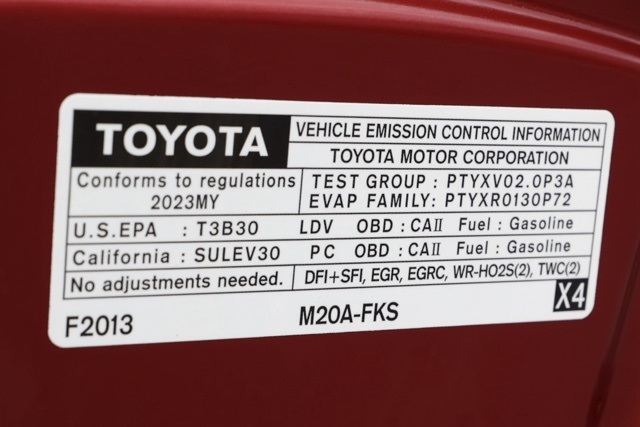 TOYOTA
VEHICLE EMISSION CONTROL INFORMATION
TOYOTA MOTOR CORPORATION
Conforms to regulations
2023MY
TEST GROUP : PTYXV02.0P3A
EVAP FAMILY: PTYXR0130P72
U.S.EPA : T3B30 LDV OBD : CAⅡ Fuel : Gasoline
California : SULEV30 PC OBD : CAⅡ Fuel : Gasoline
No adjustments needed.
DFI+SFI, EGR, EGRC, WR-HO2S(2), TWC(2)
F2013
M20A-FKS
X4